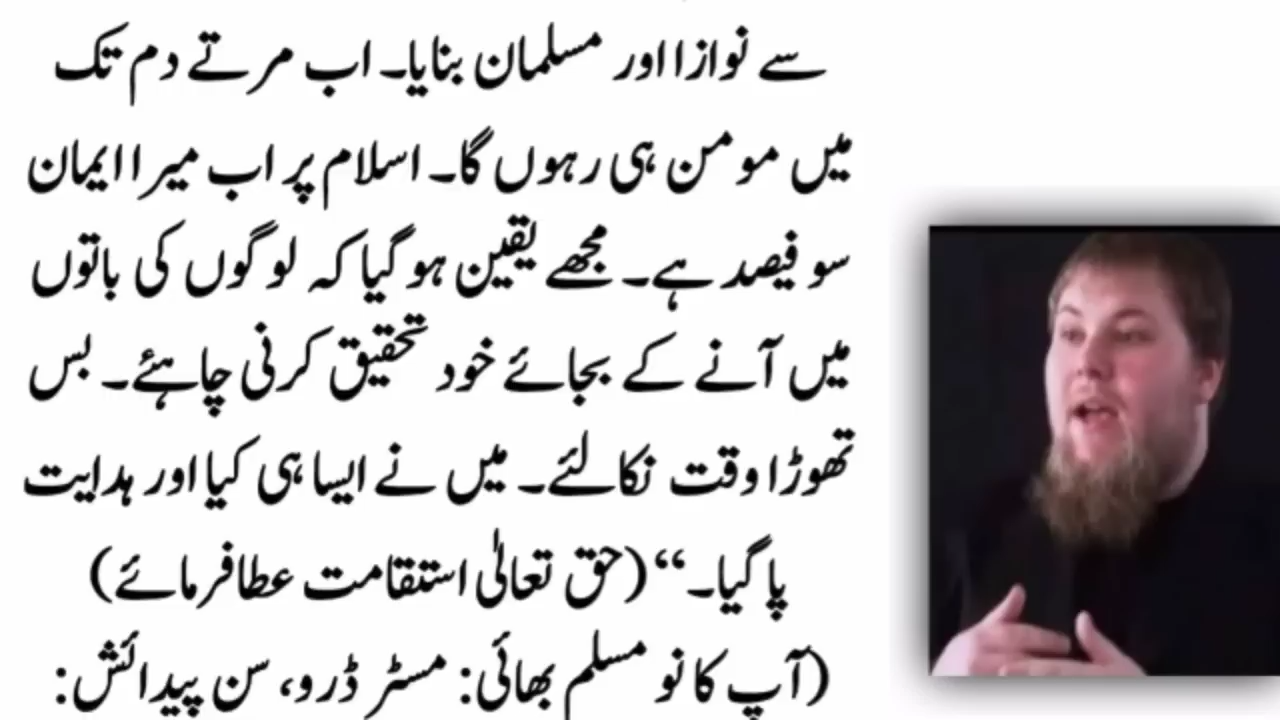 سے نوازا اور مسلمان بنایا۔ اب مرتے دم تک
میں مومن ہی رہوں گا۔ اسلام پر اب میرا ایمان
سو فیصد ہے۔ مجھے یقین ہو گیا کہ لوگوں کی باتوں
میں آنے کے بجائے خود تحقیق کرنی چاہئے۔ بس
تھوڑا وقت نکالئے۔ میں نے ایسا ہی کیا اور ہدایت
پا گیا۔“ (حق تعالٰی استقامت عطا فرمائے)
(آپ کا نو مسلم بھائی: مسٹر ڈرو، سن پیدائش: